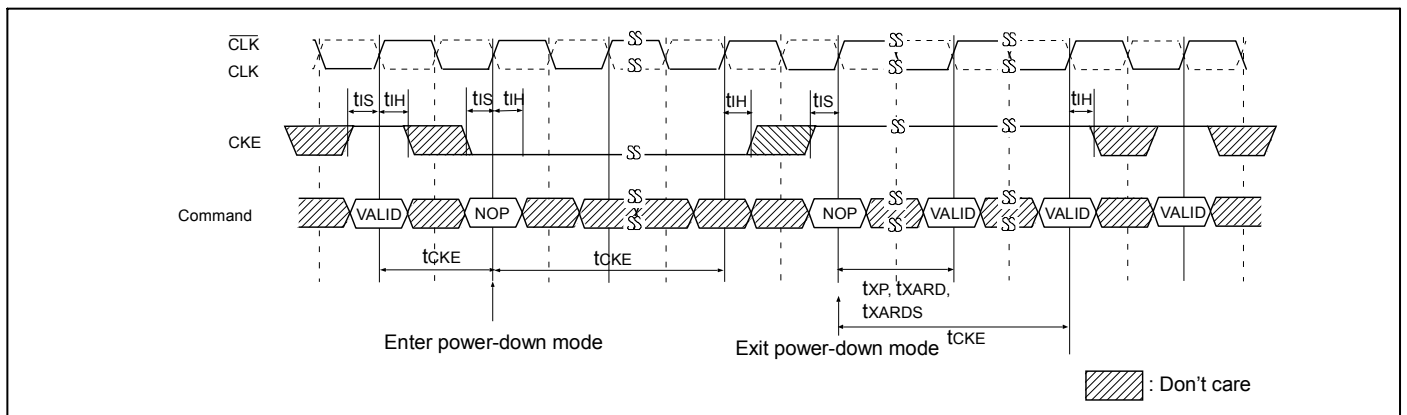 CLK
CLK
tIS tIH tIS tIH tIH tIS tIH
CKE
Command VALID NOP NOP VALID VALID VALID
tCKE tCKE
tXP, tXARD,
tXARDS
tCKE
Enter power-down mode Exit power-down mode
: Don't care